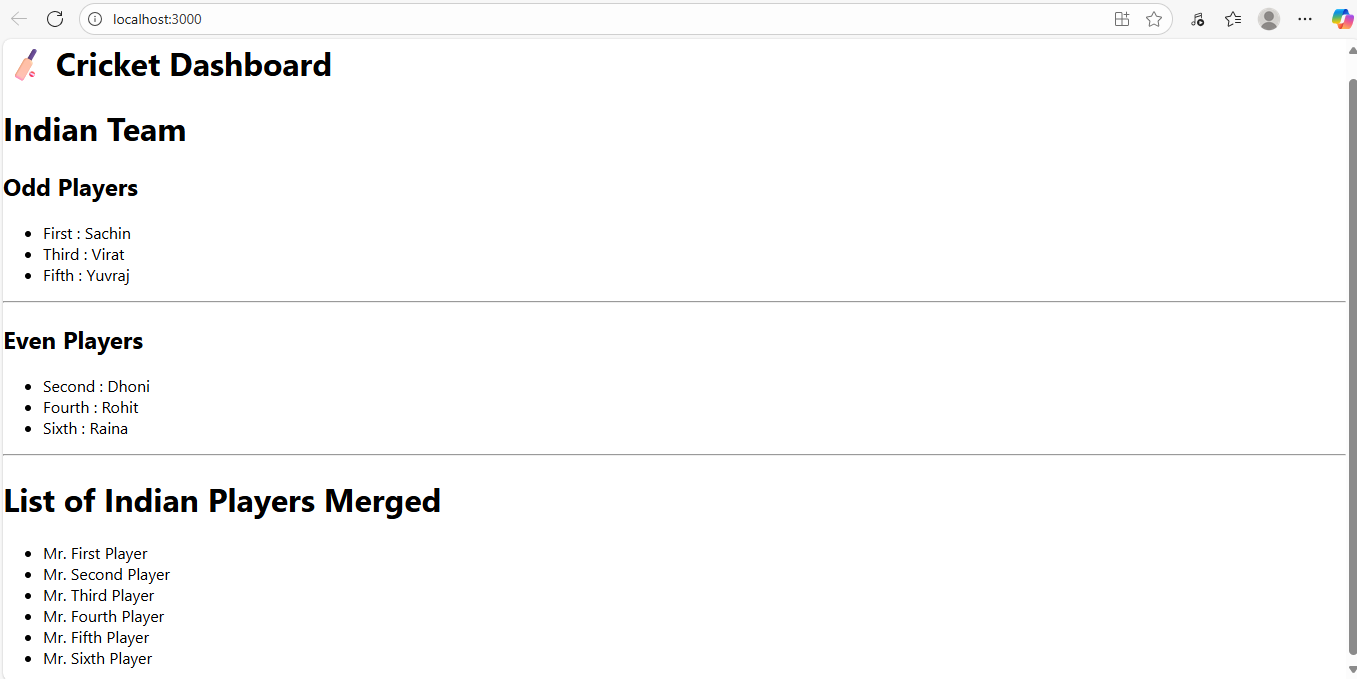 localhost:3000
Cricket Dashboard
Indian Team
Odd Players
First : Sachin
Third : Virat
Fifth : Yuvraj
Even Players
Second : Dhoni
Fourth : Rohit
Sixth : Raina
List of Indian Players Merged
Mr. First Player
Mr. Second Player
Mr. Third Player
Mr. Fourth Player
Mr. Fifth Player
Mr. Sixth Player